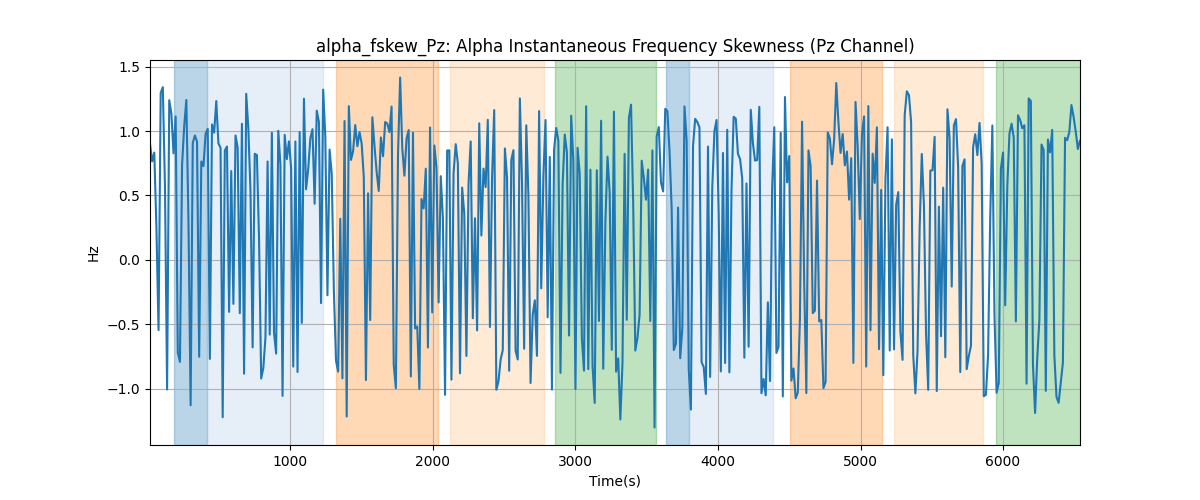 alpha_fskew_Pz: Alpha Instantaneous Frequency Skewness (Pz Channel)
1.5
1.0
0.5
0.0
−0.5
−1.0
Hz
1000 2000 3000 4000 5000 6000
Time(s)